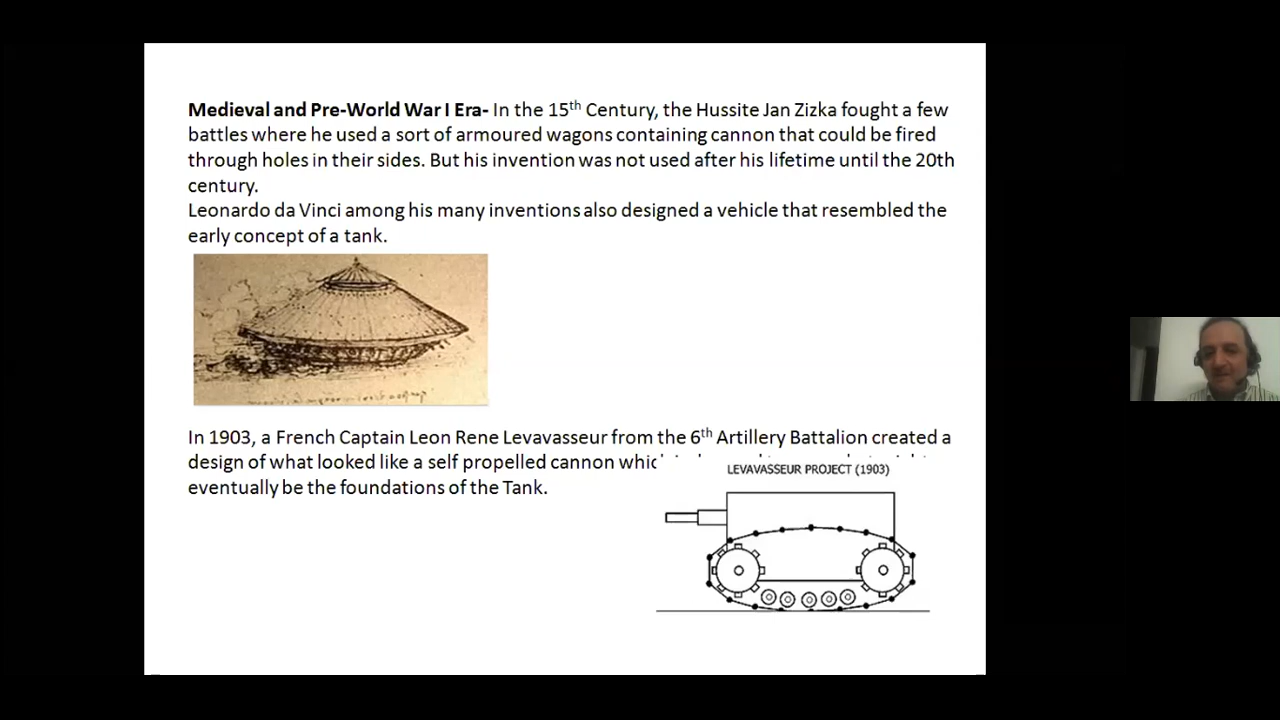 Medieval and Pre-World War I Era- In the 15th Century, the Hussite Jan Zizka fought a few
battles where he used a sort of armoured wagons containing cannon that could be fired
through holes in their sides. But his invention was not used after his lifetime until the 20th
century.
Leonardo da Vinci among his many inventions also designed a vehicle that resembled the
early concept of a tank.
In 1903, a French Captain Leon Rene Levavasseur from the 6th Artillery Battalion created a
design of what looked like a self propelled cannon
eventually be the foundations of the Tank.
LEVAVASSEUR PROJECT (1903)